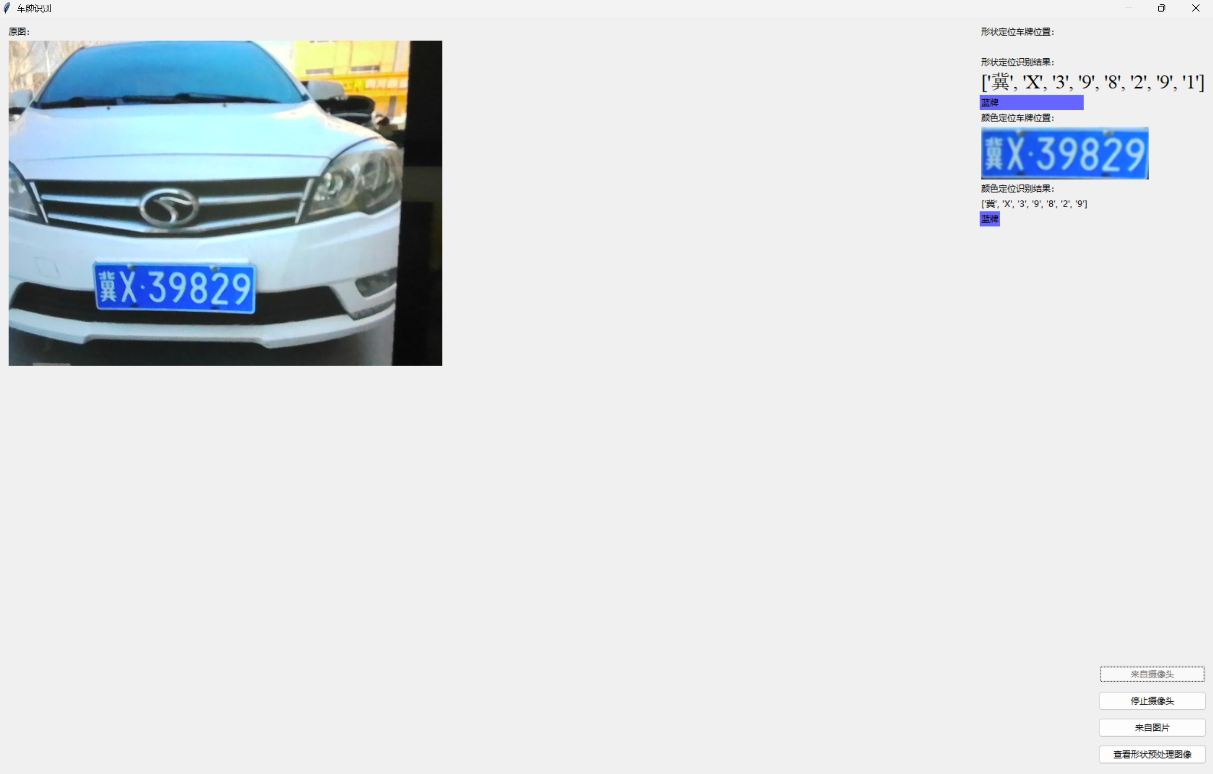 车牌识别
原图:
冀X·39829
形状定位车牌位置:
形状定位识别结果:
['冀', 'X', '3', '9', '8', '2', '9', '1']
蓝牌
颜色定位车牌位置:
冀X·39829
颜色定位识别结果:
['冀', 'X', '3', '9', '8', '2', '9']
蓝牌
来自摄像头
停止摄像头
来自图片
查看形状预处理图像